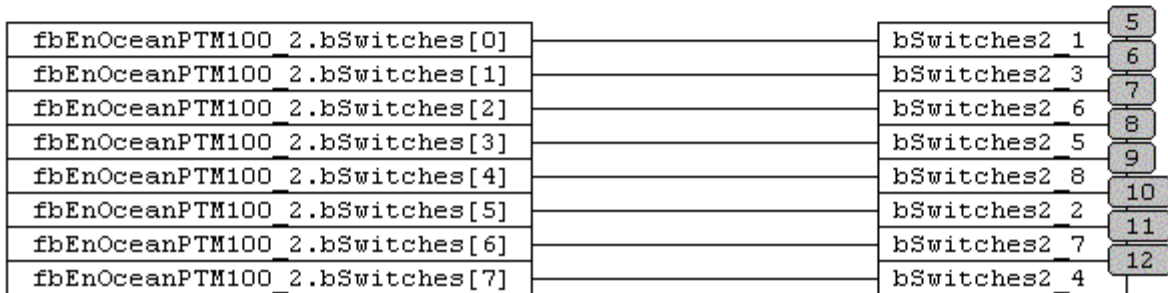 fbEnOceanPTM100_2.bSwitches[0] bSwitches2_1 5
fbEnOceanPTM100_2.bSwitches[1] bSwitches2_3 6
fbEnOceanPTM100_2.bSwitches[2] bSwitches2_6 7
fbEnOceanPTM100_2.bSwitches[3] bSwitches2_5 8
fbEnOceanPTM100_2.bSwitches[4] bSwitches2_8 9
fbEnOceanPTM100_2.bSwitches[5] bSwitches2_2 10
fbEnOceanPTM100_2.bSwitches[6] bSwitches2_7 11
fbEnOceanPTM100_2.bSwitches[7] bSwitches2_4 12